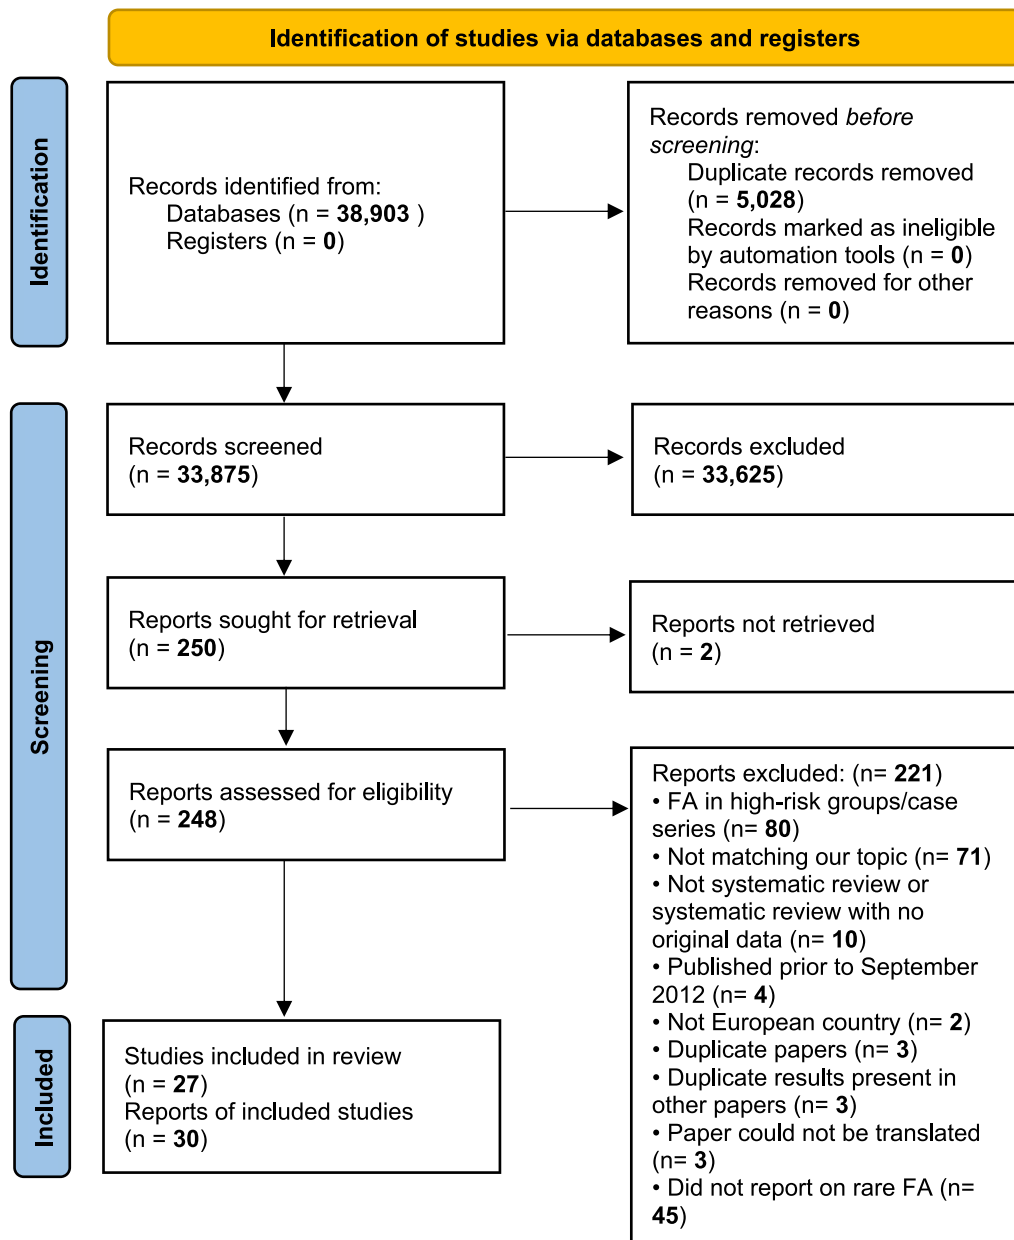 Identification of studies via databases and registers
Identification
Records identified from:
Databases (n = 38,903 )
Registers (n = 0)
Records removed before
screening:
Duplicate records removed
(n = 5,028)
Records marked as ineligible
by automation tools (n = 0)
Records removed for other
reasons (n = 0)
Screening
Records screened
(n = 33,875)
Records excluded
(n = 33,625)
Reports sought for retrieval
(n = 250)
Reports not retrieved
(n = 2)
Reports assessed for eligibility
(n = 248)
Reports excluded: (n= 221)
• FA in high-risk groups/case
series (n= 80)
• Not matching our topic (n= 71)
• Not systematic review or
systematic review with no
original data (n= 10)
• Published prior to September
2012 (n= 4)
• Not European country (n= 2)
• Duplicate papers (n= 3)
• Duplicate results present in
other papers (n= 3)
• Paper could not be translated
(n= 3)
• Did not report on rare FA (n=
45)
Included
Studies included in review
(n = 27)
Reports of included studies
(n = 30)